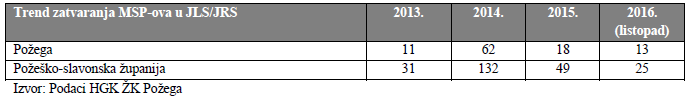 Trend zatvaranja MSP-ova u JLS/JRS 2013. 2014. 2015. 2016. (listopad)
Požega 11 62 18 13
Požeško-slavonska županija 31 132 49 25
Izvor: Podaci HGK ŽK Požega